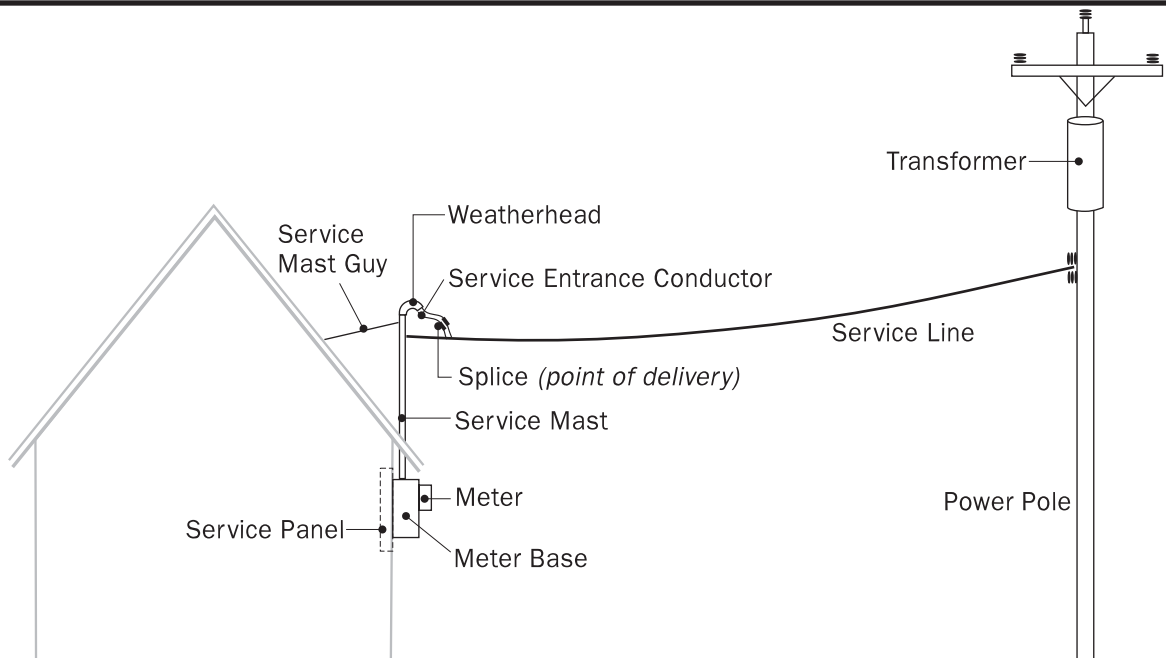 Transformer
Weatherhead
Service
Mast Guy
Service Entrance Conductor
Service Line
Splice (point of delivery)
Service Mast
Meter
Power Pole
Service Panel
Meter Base